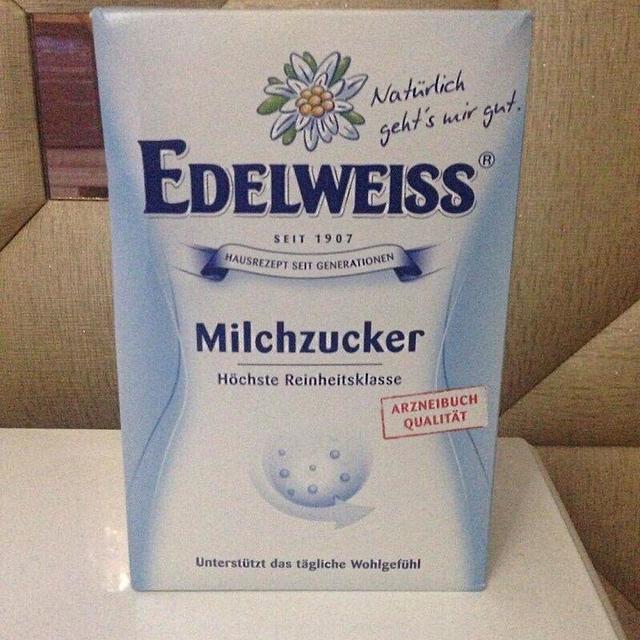 Natürlich
geht's mir gut.
EDELWEISS®
SEIT 1907
HAUSREZEPT SEIT GENERATIONEN
Milchzucker
Höchste Reinheitsklasse
ARZNEIBUCH
QUALITÄT
Unterstützt das tägliche Wohlgefühl